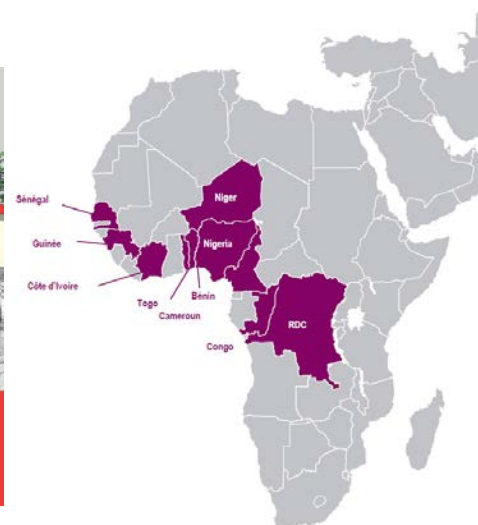 Niger
Sénégal
Nigeria
Guinée
Côte d'Ivoire
Bénin
Togo
Cameroun
RDC
Congo